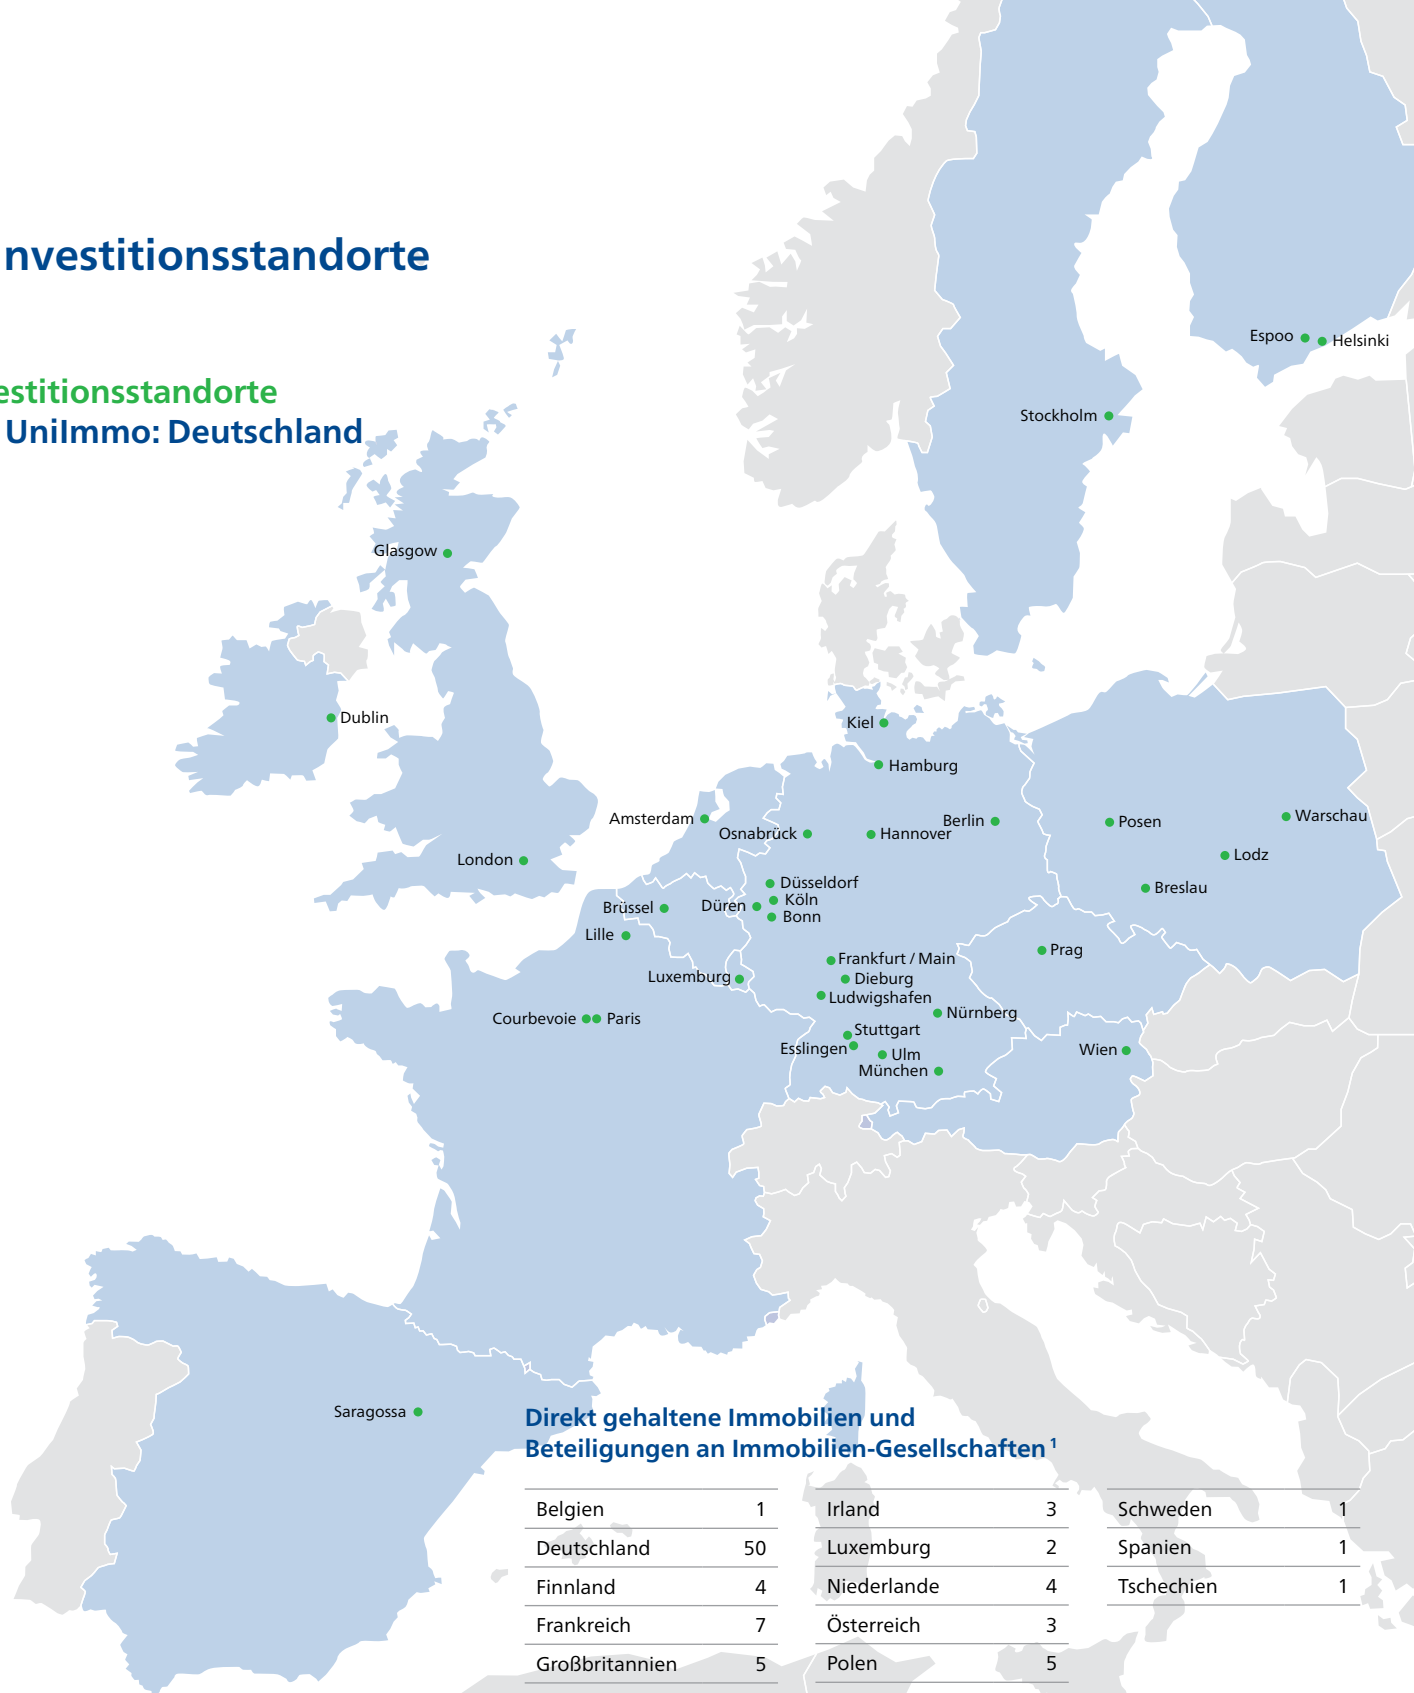 nvestitionsstandorte
estitionsstandorte
UniImmo: Deutschland
Espoo
Helsinki
Stockholm
Glasgow
Dublin
Kiel
Hamburg
Amsterdam
Osnabrück
Hannover
Berlin
Posen
Warschau
London
Lodz
Düsseldorf
Köln
Bonn
Düren
Breslau
Brüssel
Lille
Prag
Frankfurt / Main
Dieburg
Ludwigshafen
Luxemburg
Nürnberg
Courbevoie
Paris
Stuttgart
Esslingen
Ulm
München
Wien
Saragossa
Direkt gehaltene Immobilien und
Beteiligungen an Immobilien-Gesellschaften 1
Belgien 1
Deutschland 50
Finnland 4
Frankreich 7
Großbritannien 5
Irland 3
Luxemburg 2
Niederlande 4
Österreich 3
Polen 5
Schweden 1
Spanien 1
Tschechien 1